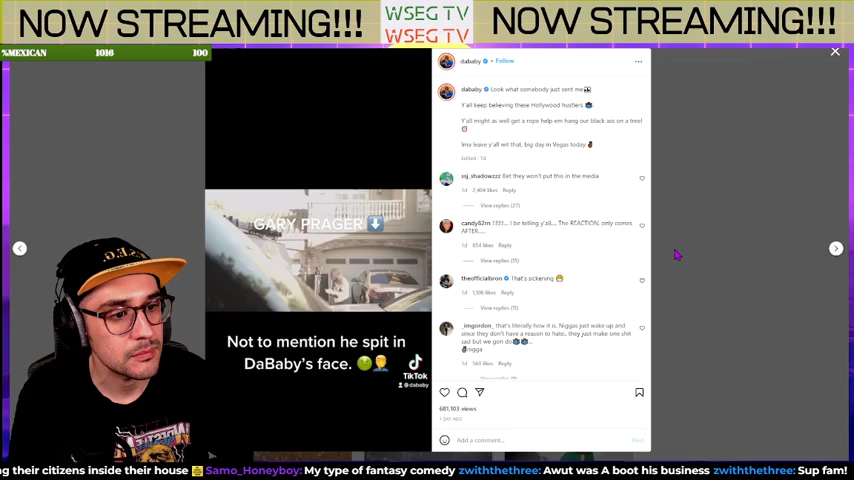 NOW STREAMING!!!
WSEG TV
WSEG TV
NOW STREAMING!!!
%MEXICAN 1016 100
dababy • Follow
dababy Look what somebody just sent me👀
Y'all keep believing these Hollywood hustlers
Y'all might as well get a rope help em hang our black ass on a tree!
Ima leave y'all wit that, big day in Vegas today
Edited · 1d
ssj_shadowzzz Bet they won't put this in the media
1d 2,404 likes Reply
View replies (27)
candy82rn I be telling y'all.... The REACTION, only comes
AFTER.....
1d 654 likes Reply
View replies (15)
theofficialbron That's sickening
1d 1,306 likes Reply
View replies (11)
_imgordon_ that's literally how it is. Niggas just wake up and
since they don't have a reason to hate.. they just make one shit
sad but we gon do
nigga
1d 563 likes Reply
GARY PRAGER ⬇️
Not to mention he spit in
DaBaby's face. 🤢🤦‍♂️
TikTok
@dababy
681,103 views
1 DAY AGO
Add a comment...
Post
S.E.G.
ng their citizens inside their house Samo_Honeyboy: My type of fantasy comedy zwiththethree: Awut was A boot his business zwiththethree: Sup fam!